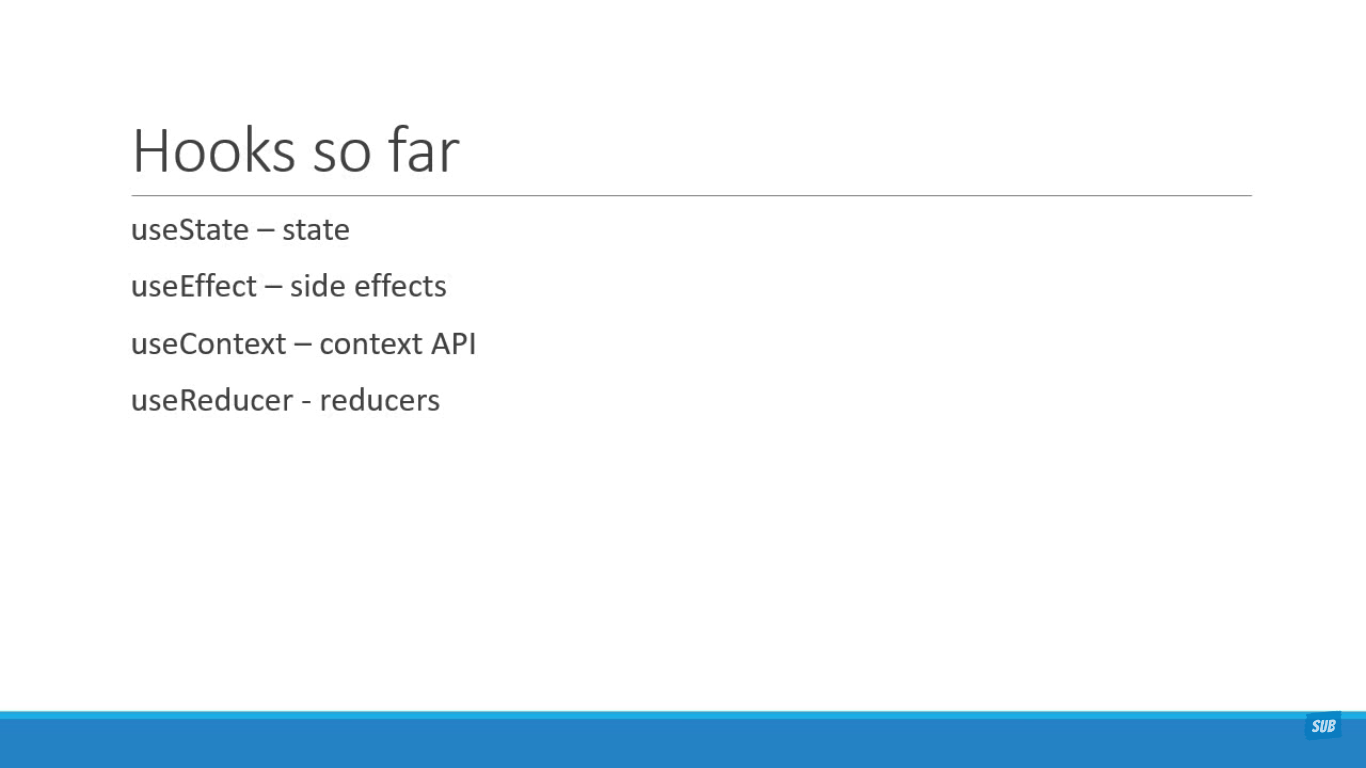 Hooks so far
useState – state
useEffect – side effects
useContext – context API
useReducer - reducers
SUB